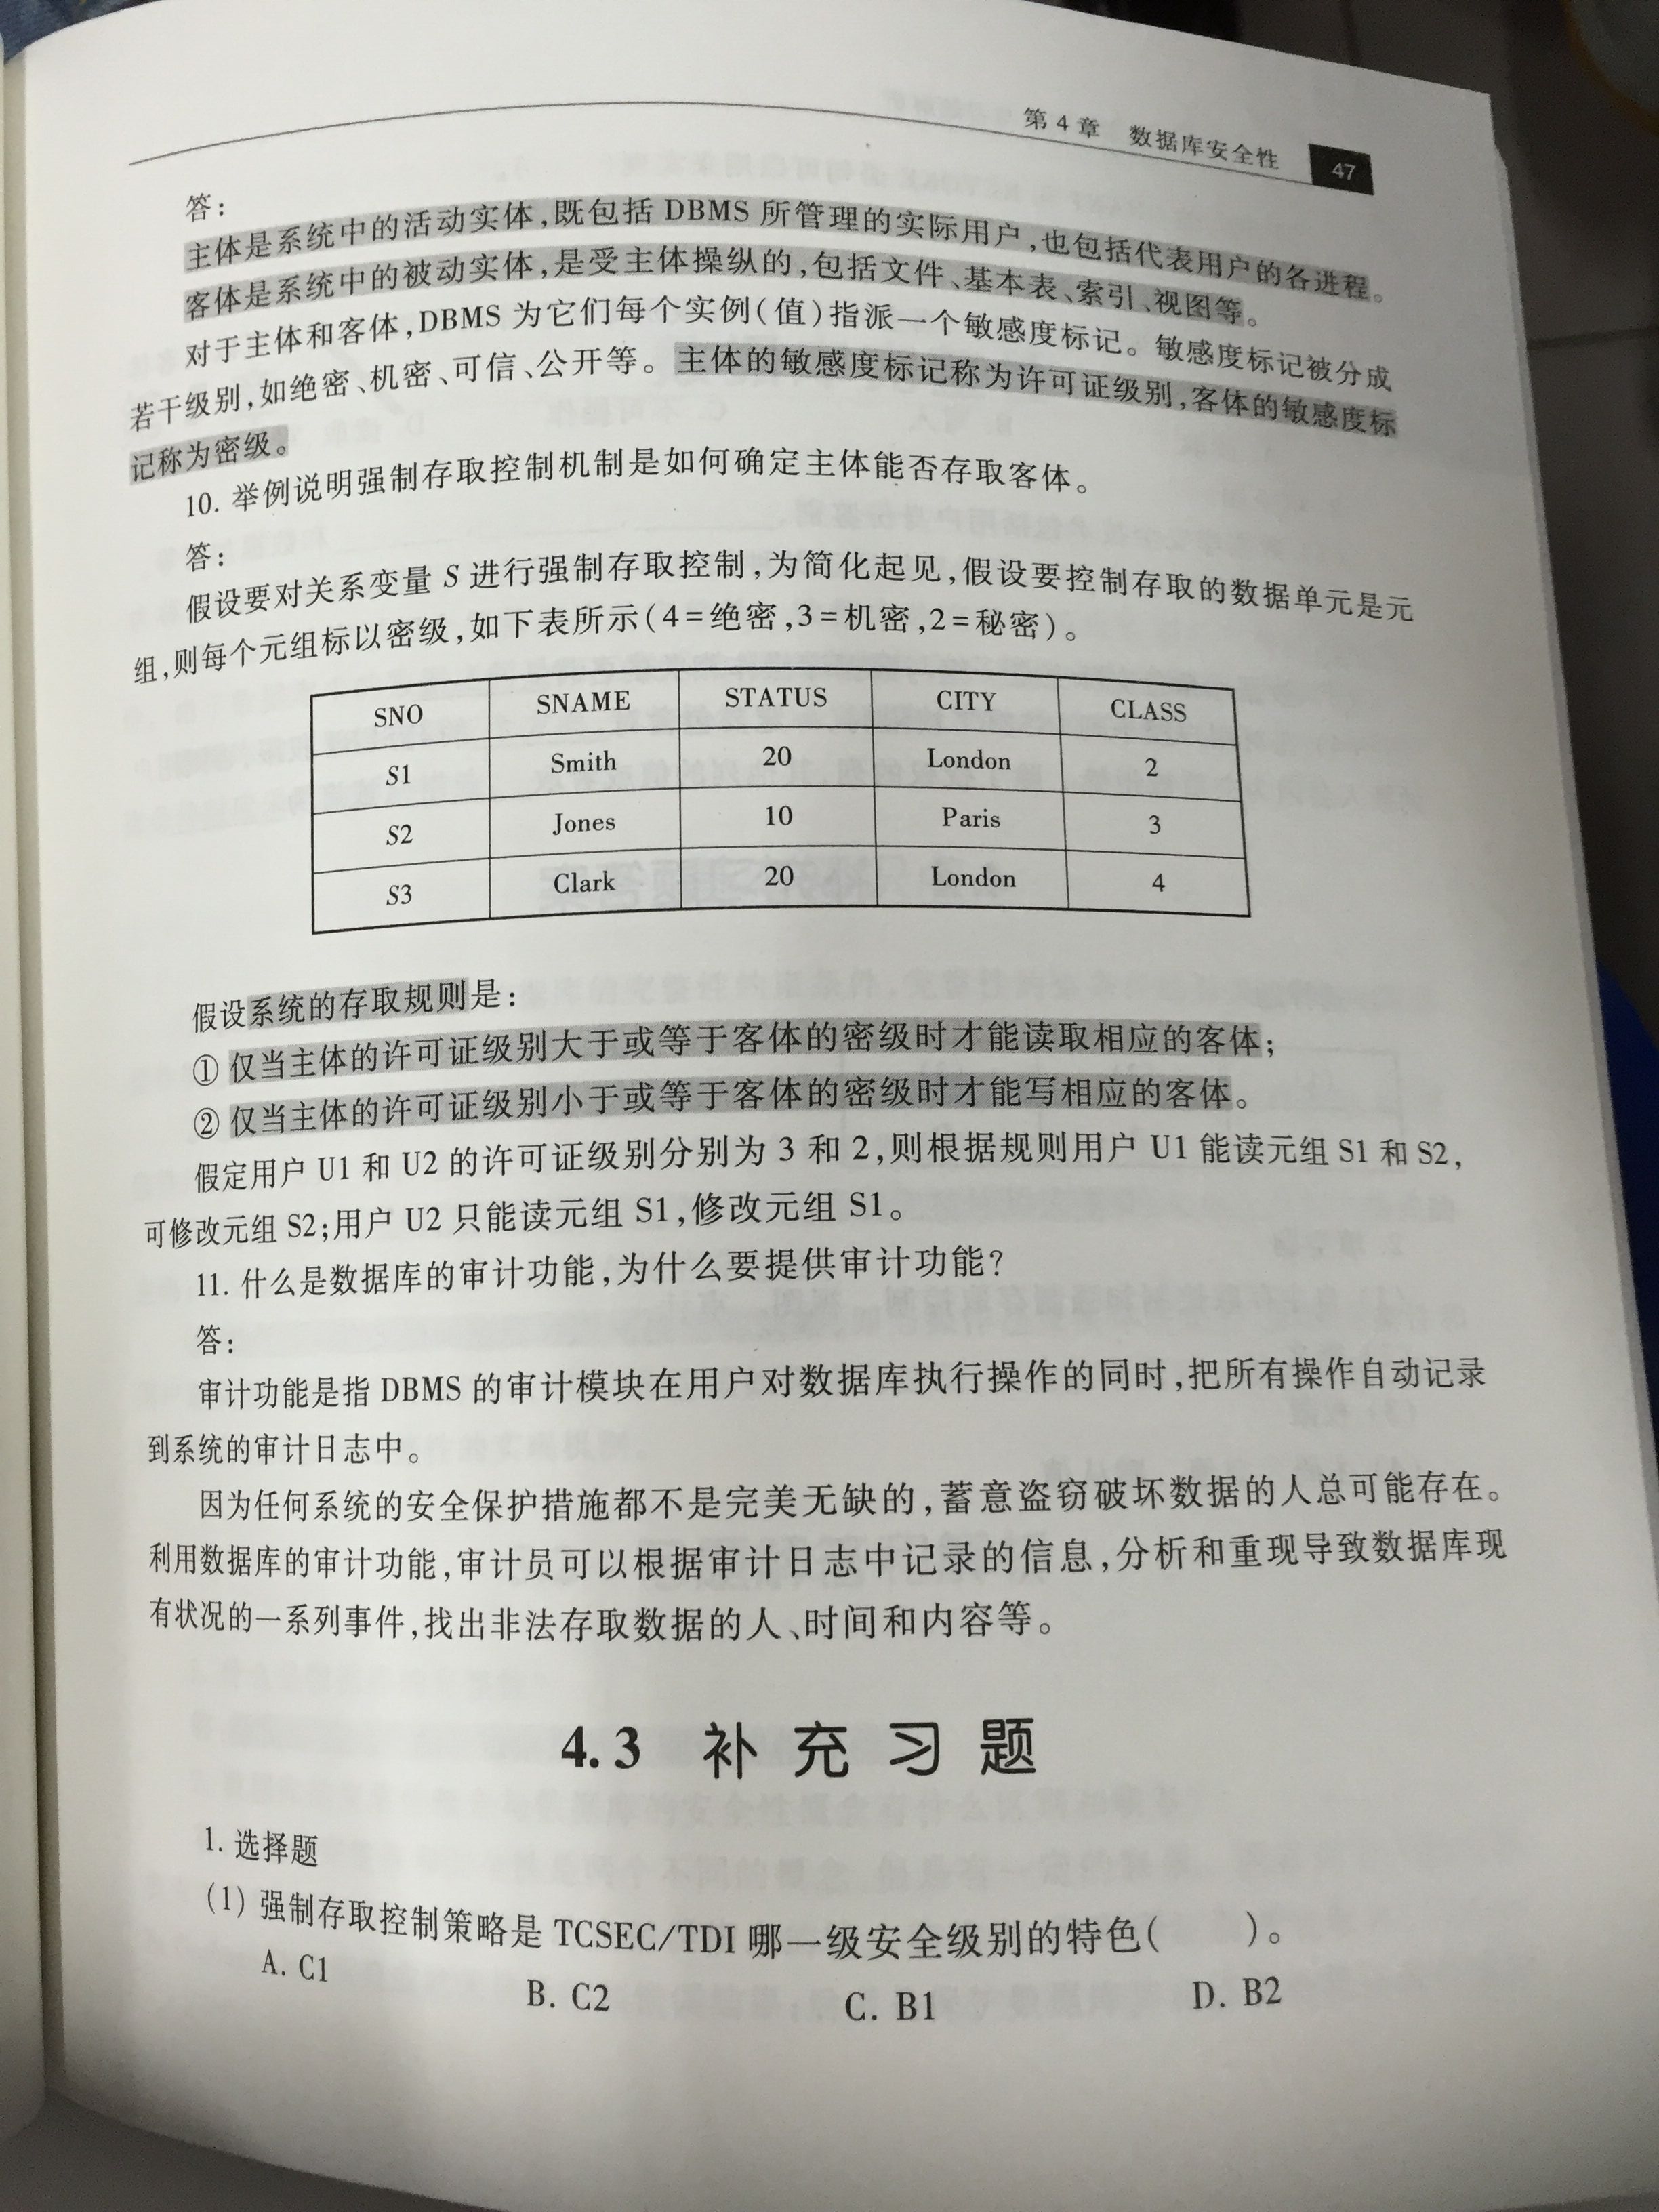 第 4 章 数据库安全性 47
答:
主体是系统中的活动实体,既包括 DBMS 所管理的实际用户,也包括代表用户的各进程。
客体是系统中的被动实体,是受主体操纵的,包括文件、基本表、索引、视图等。
对于主体和客体,DBMS 为它们每个实例(值)指派一个敏感度标记。敏感度标记被分成
若干级别,如绝密、机密、可信、公开等。主体的敏感度标记称为许可证级别,客体的敏感度标
记称为密级。
10. 举例说明强制存取控制机制是如何确定主体能否存取客体。
答:
假设要对关系变量 S 进行强制存取控制,为简化起见,假设要控制存取的数据单元是元
组,则每个元组标以密级,如下表所示(4=绝密,3=机密,2=秘密)。
SNO SNAME STATUS CITY CLASS
S1 Smith 20 London 2
S2 Jones 10 Paris 3
S3 Clark 20 London 4
假设系统的存取规则是:
① 仅当主体的许可证级别大于或等于客体的密级时才能读取相应的客体;
② 仅当主体的许可证级别小于或等于客体的密级时才能写相应的客体。
假定用户 U1 和 U2 的许可证级别分别为 3 和 2,则根据规则用户 U1 能读元组 S1 和 S2,
可修改元组 S2;用户 U2 只能读元组 S1,修改元组 S1。
11. 什么是数据库的审计功能,为什么要提供审计功能?
答:
审计功能是指 DBMS 的审计模块在用户对数据库执行操作的同时,把所有操作自动记录
到系统的审计日志中。
因为任何系统的安全保护措施都不是完美无缺的,蓄意盗窃破坏数据的人总可能存在。
利用数据库的审计功能,审计员可以根据审计日志中记录的信息,分析和重现导致数据库现
有状况的一系列事件,找出非法存取数据的人、时间和内容等。
4.3 补 充 习 题
1. 选择题
(1) 强制存取控制策略是 TCSEC/TDI 哪一级安全级别的特色( )。
A. C1 B. C2 C. B1 D. B2